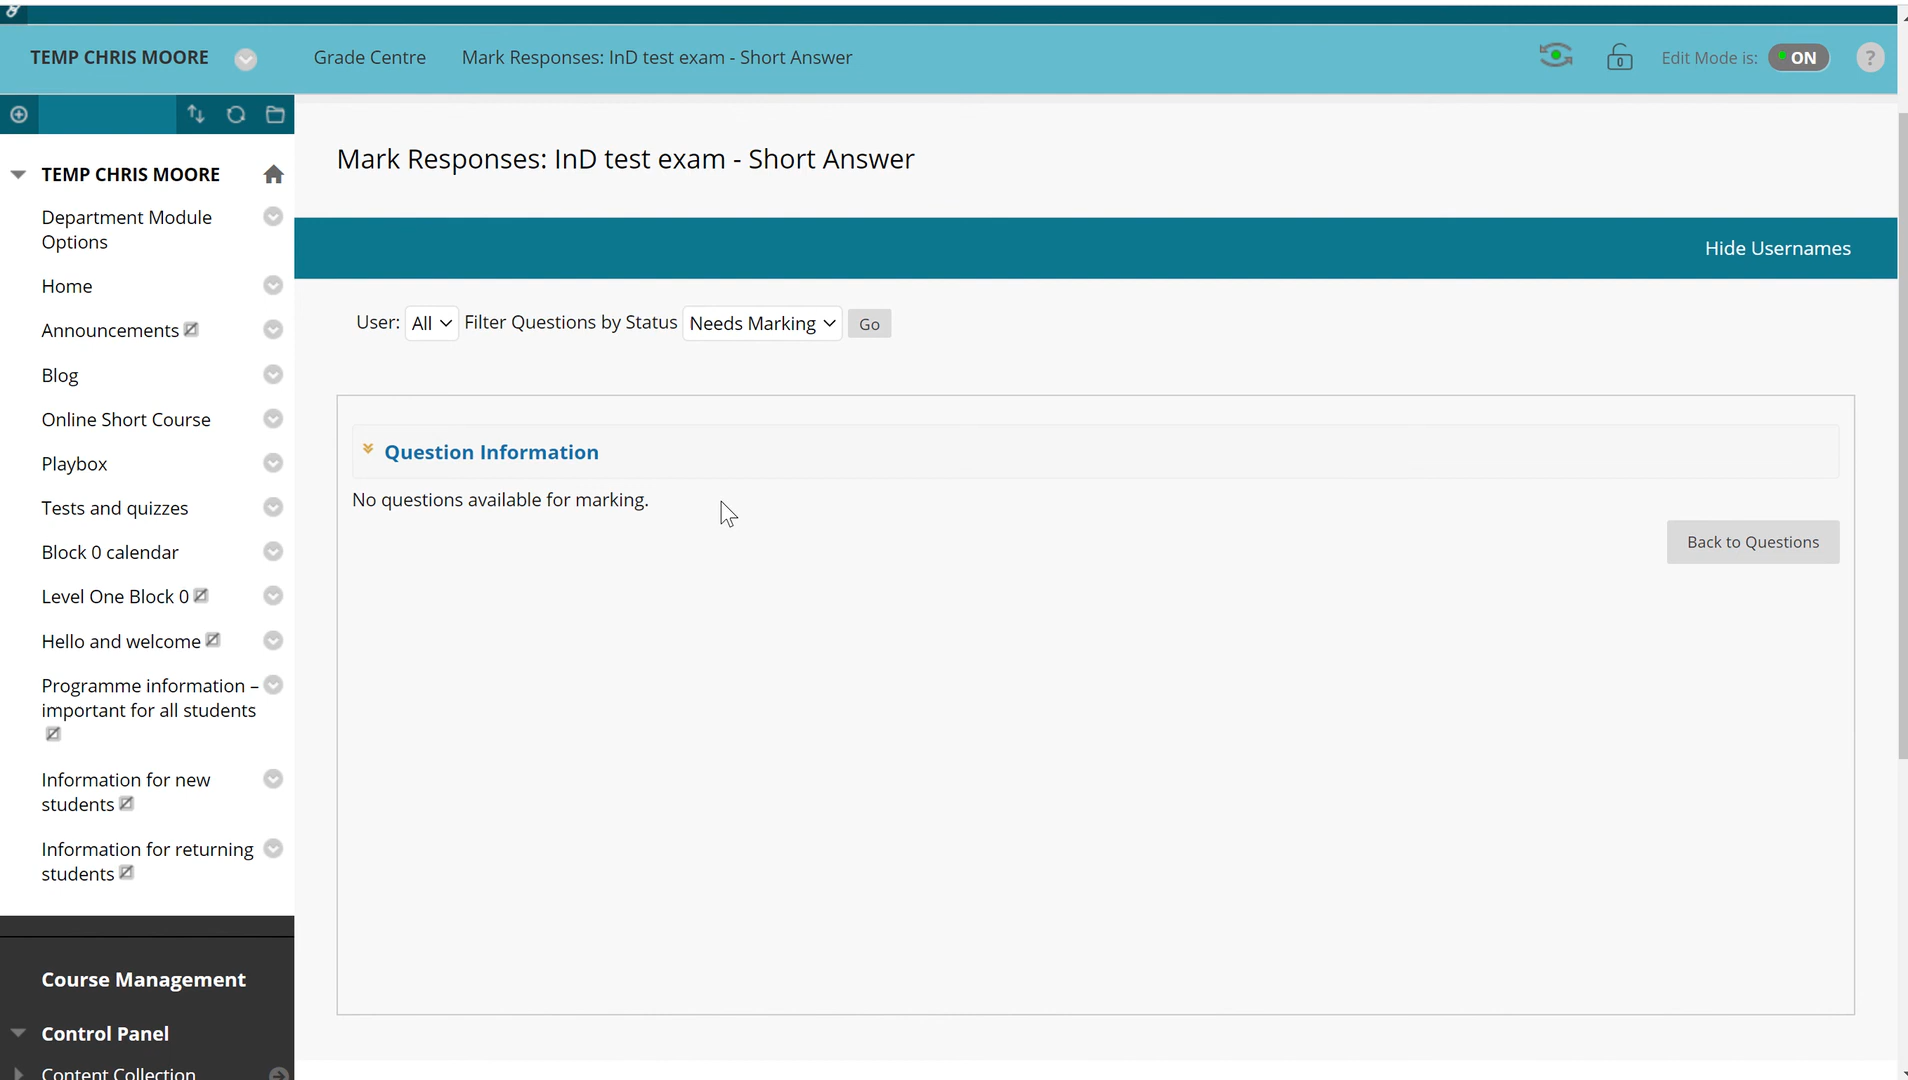 TEMP CHRIS MOORE
Grade Centre
Mark Responses: InD test exam - Short Answer
0
Edit Mode is:
ON
?
TEMP CHRIS MOORE
Department Module
Options
Home
Announcements
Blog
Online Short Course
Playbox
Tests and quizzes
Block 0 calendar
Level One Block 0
Hello and welcome
Programme information –
important for all students
Information for new
students
Information for returning
students
Course Management
Control Panel
Content Collection
Mark Responses: InD test exam - Short Answer
Hide Usernames
User: All Filter Questions by Status Needs Marking Go
Question Information
No questions available for marking.
Back to Questions